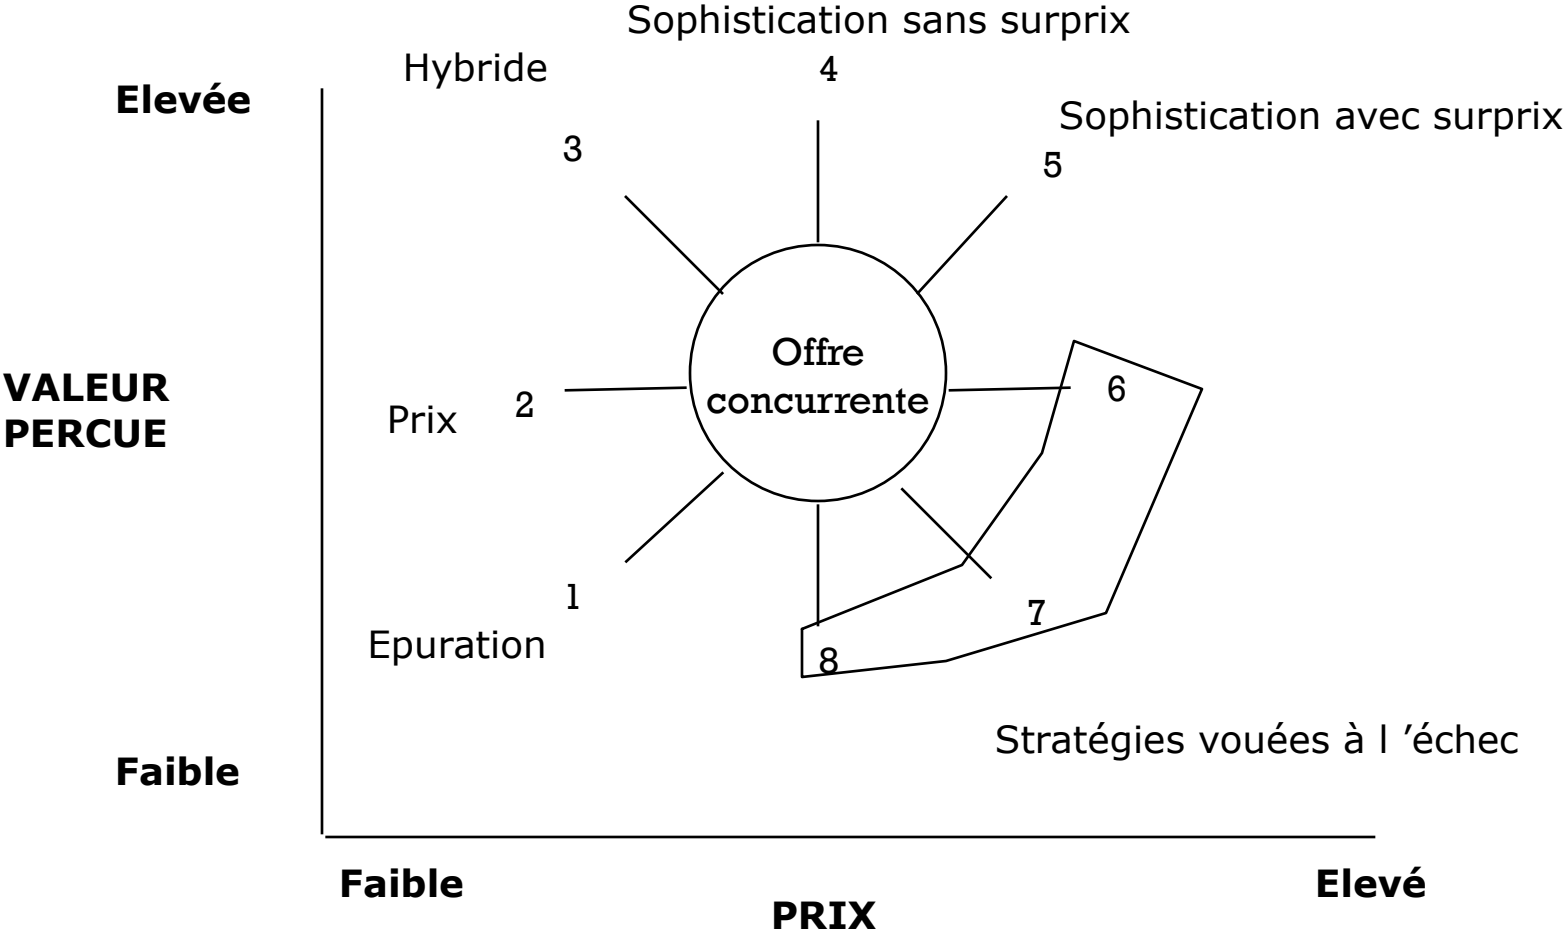 Sophistication sans surprix
Hybride
4
Elevée
Sophistication avec surprix
3
5
Offre
concurrente
VALEUR
PERCUE
Prix
2
6
1
7
Epuration
8
Stratégies vouées à l ’échec
Faible
Faible
Elevé
PRIX